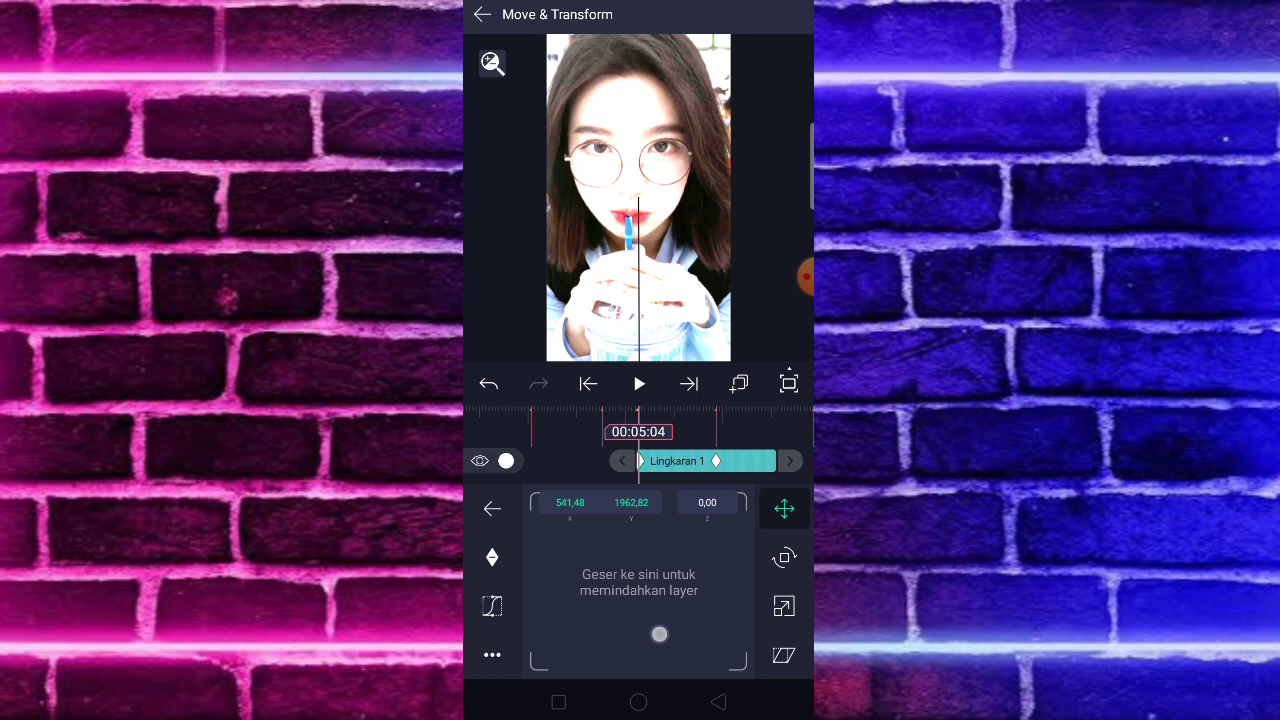 Move & Transform
00:05:04
Lingkaran 1
541,48 1962,82 0,00
X Y Z
Geser ke sini untuk
memindahkan layer